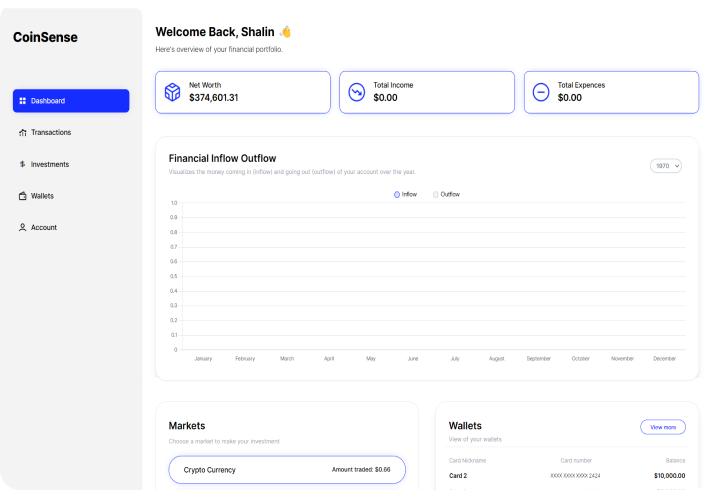 CoinSense
Dashboard
Transactions
Investments
Wallets
Account
Welcome Back, Shalin 👋
Here's overview of your financial portfolio.
Net Worth
$374,601.31
Total Income
$0.00
Total Expences
$0.00
Financial Inflow Outflow
Visualizes the money coming in (inflow) and going out (outflow) of your account over the year.
1970
Inflow Outflow
1.0
0.9
0.8
0.7
0.6
0.5
0.4
0.3
0.2
0.1
0
January February March April May June July August September October November December
Markets
Choose a market to make your investment
Crypto Currency Amount traded: $0.66
Wallets
View more
View of your wallets
Card Nickname Card number Balance
Card 2 XXXX XXXX XXXX 2424 $10,000.00